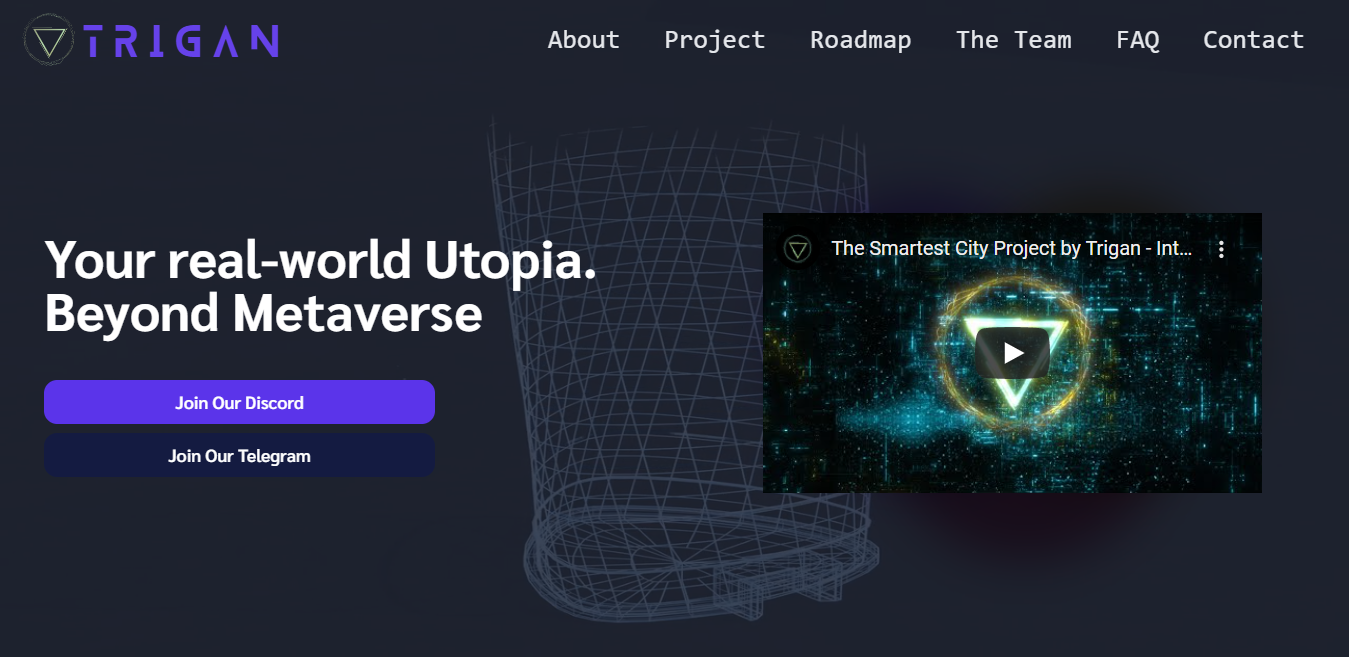 TRIGAN
About Project Roadmap The Team FAQ Contact
Your real-world Utopia.
Beyond Metaverse
Join Our Discord
Join Our Telegram
The Smartest City Project by Trigan - Int...